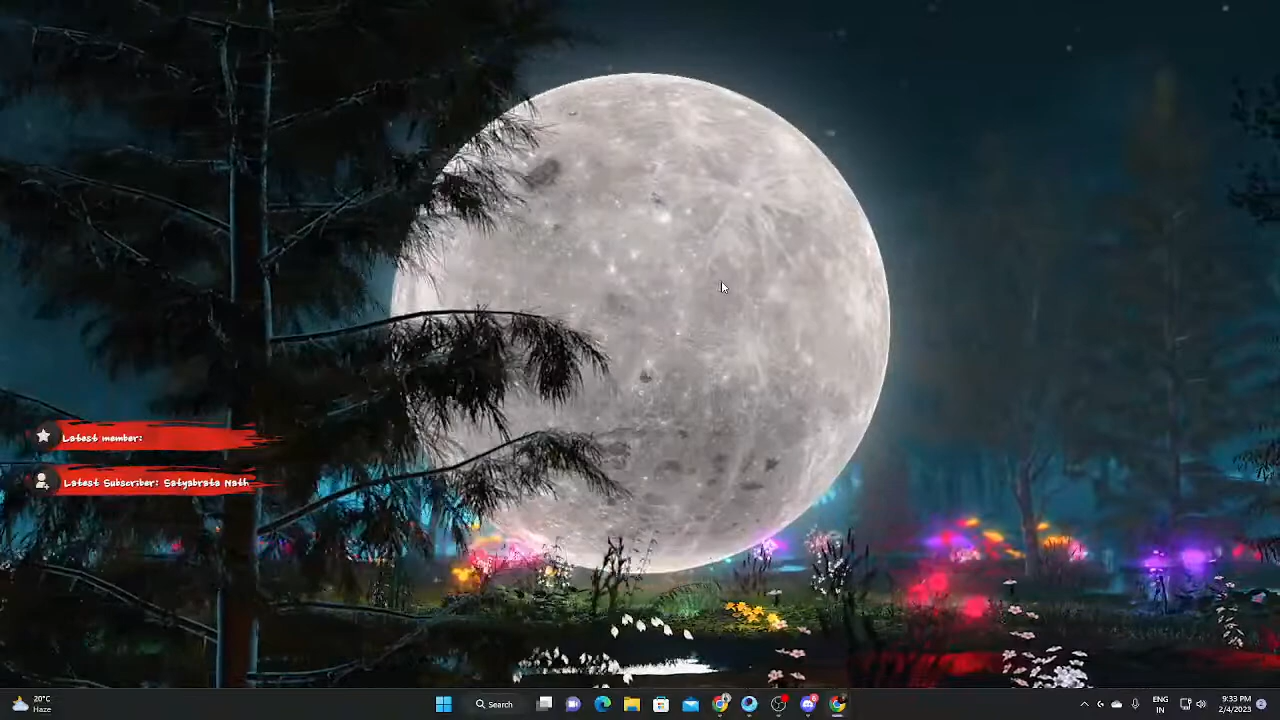 Latest member:
Latest Subscriber: Satyabrata Nath
20°C
Haze
Search
ENG
IN
9:33 PM
2/4/2023